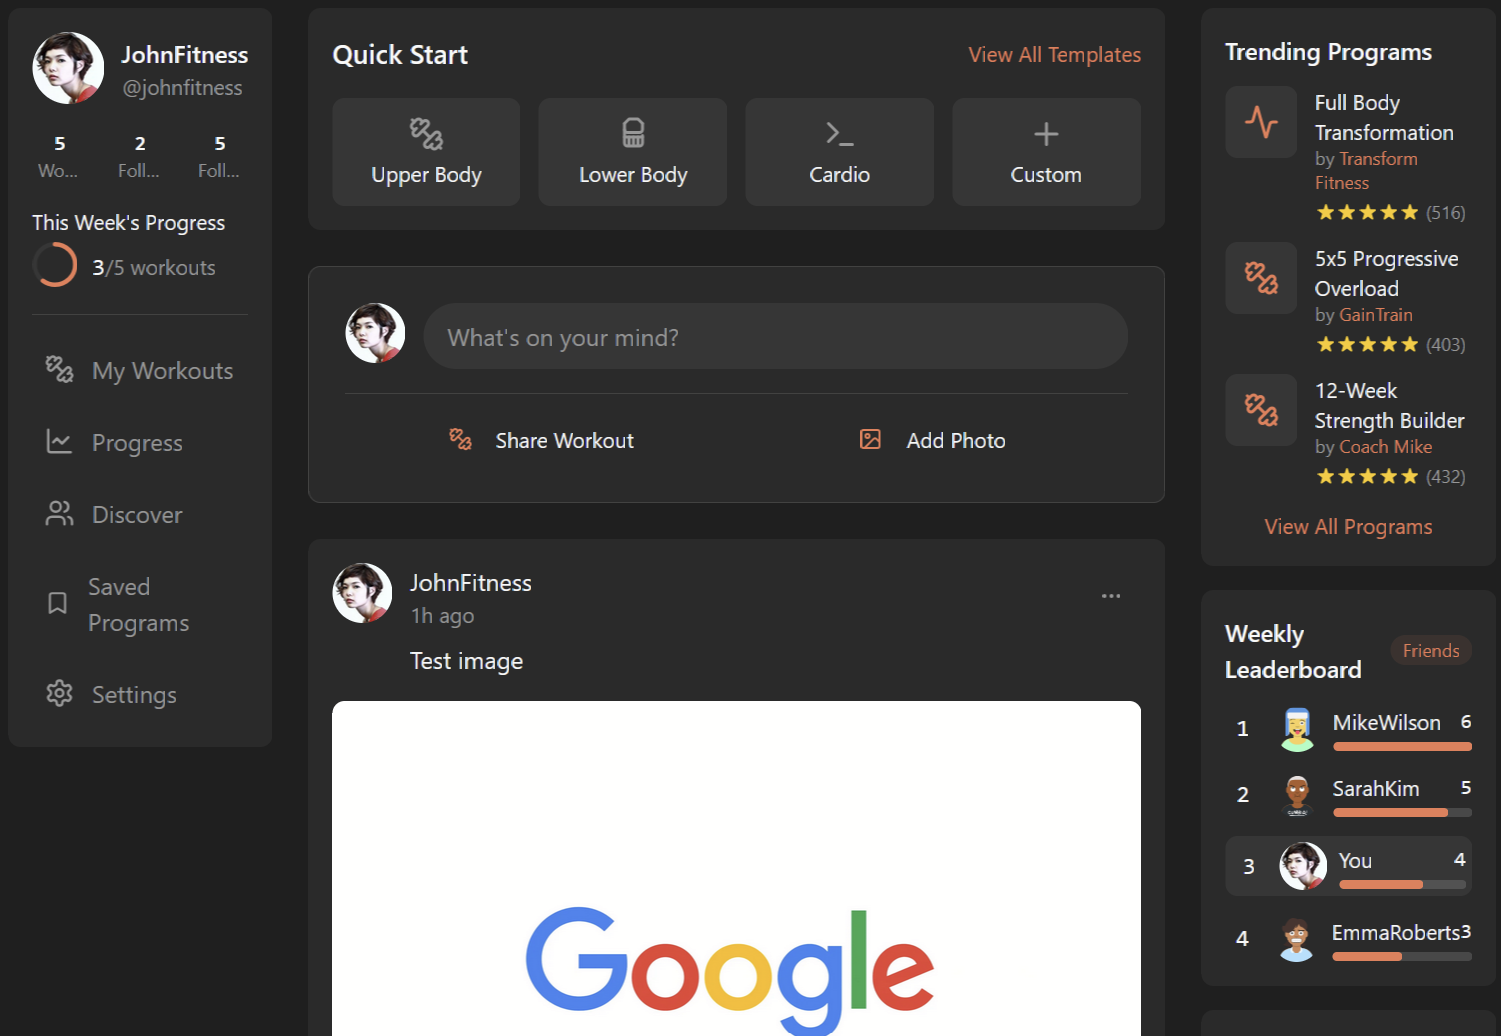 JohnFitness
@johnfitness
5 2 5
Wo... Foll... Foll...
This Week's Progress
3/5 workouts
My Workouts
Progress
Discover
Saved
Programs
Settings
Quick Start
View All Templates
Upper Body
Lower Body
Cardio
Custom
What's on your mind?
Share Workout
Add Photo
JohnFitness
1h ago
Test image
Google
Trending Programs
Full Body
Transformation
by Transform
Fitness
(516)
5x5 Progressive
Overload
by GainTrain
(403)
12-Week
Strength Builder
by Coach Mike
(432)
View All Programs
Weekly
Leaderboard
Friends
1 MikeWilson 6
2 SarahKim 5
3 You 4
4 EmmaRoberts3